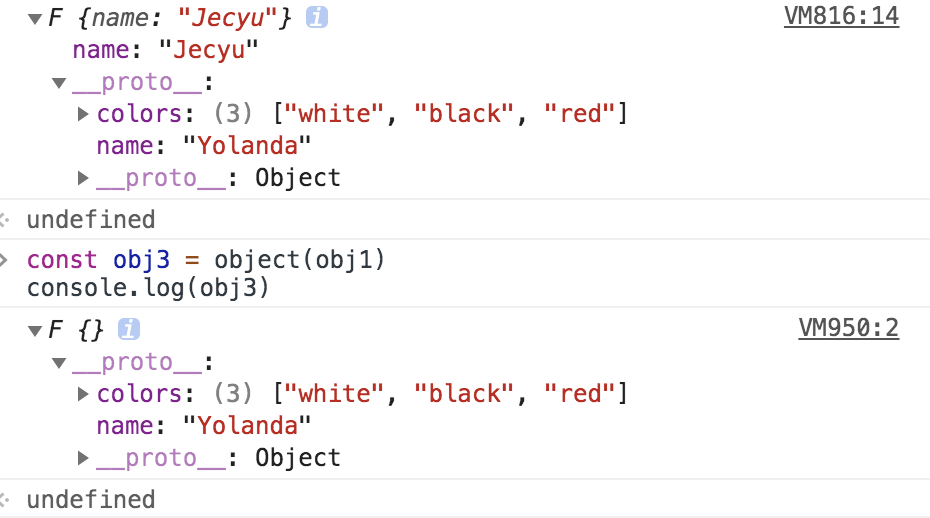 ▼F {name: "Jecyu"} i VM816:14
name: "Jecyu"
▼__proto__:
▶colors: (3) ["white", "black", "red"]
name: "Yolanda"
▶__proto__: Object
undefined
const obj3 = object(obj1)
console.log(obj3)
▼F {} i VM950:2
▼__proto__:
▶colors: (3) ["white", "black", "red"]
name: "Yolanda"
▶__proto__: Object
undefined